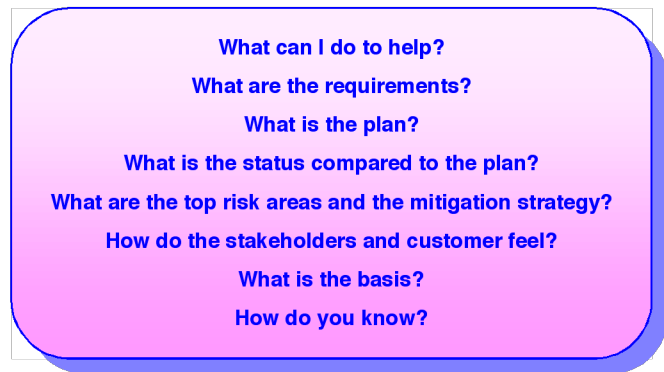 What can I do to help?
What are the requirements?
What is the plan?
What is the status compared to the plan?
What are the top risk areas and the mitigation strategy?
How do the stakeholders and customer feel?
What is the basis?
How do you know?